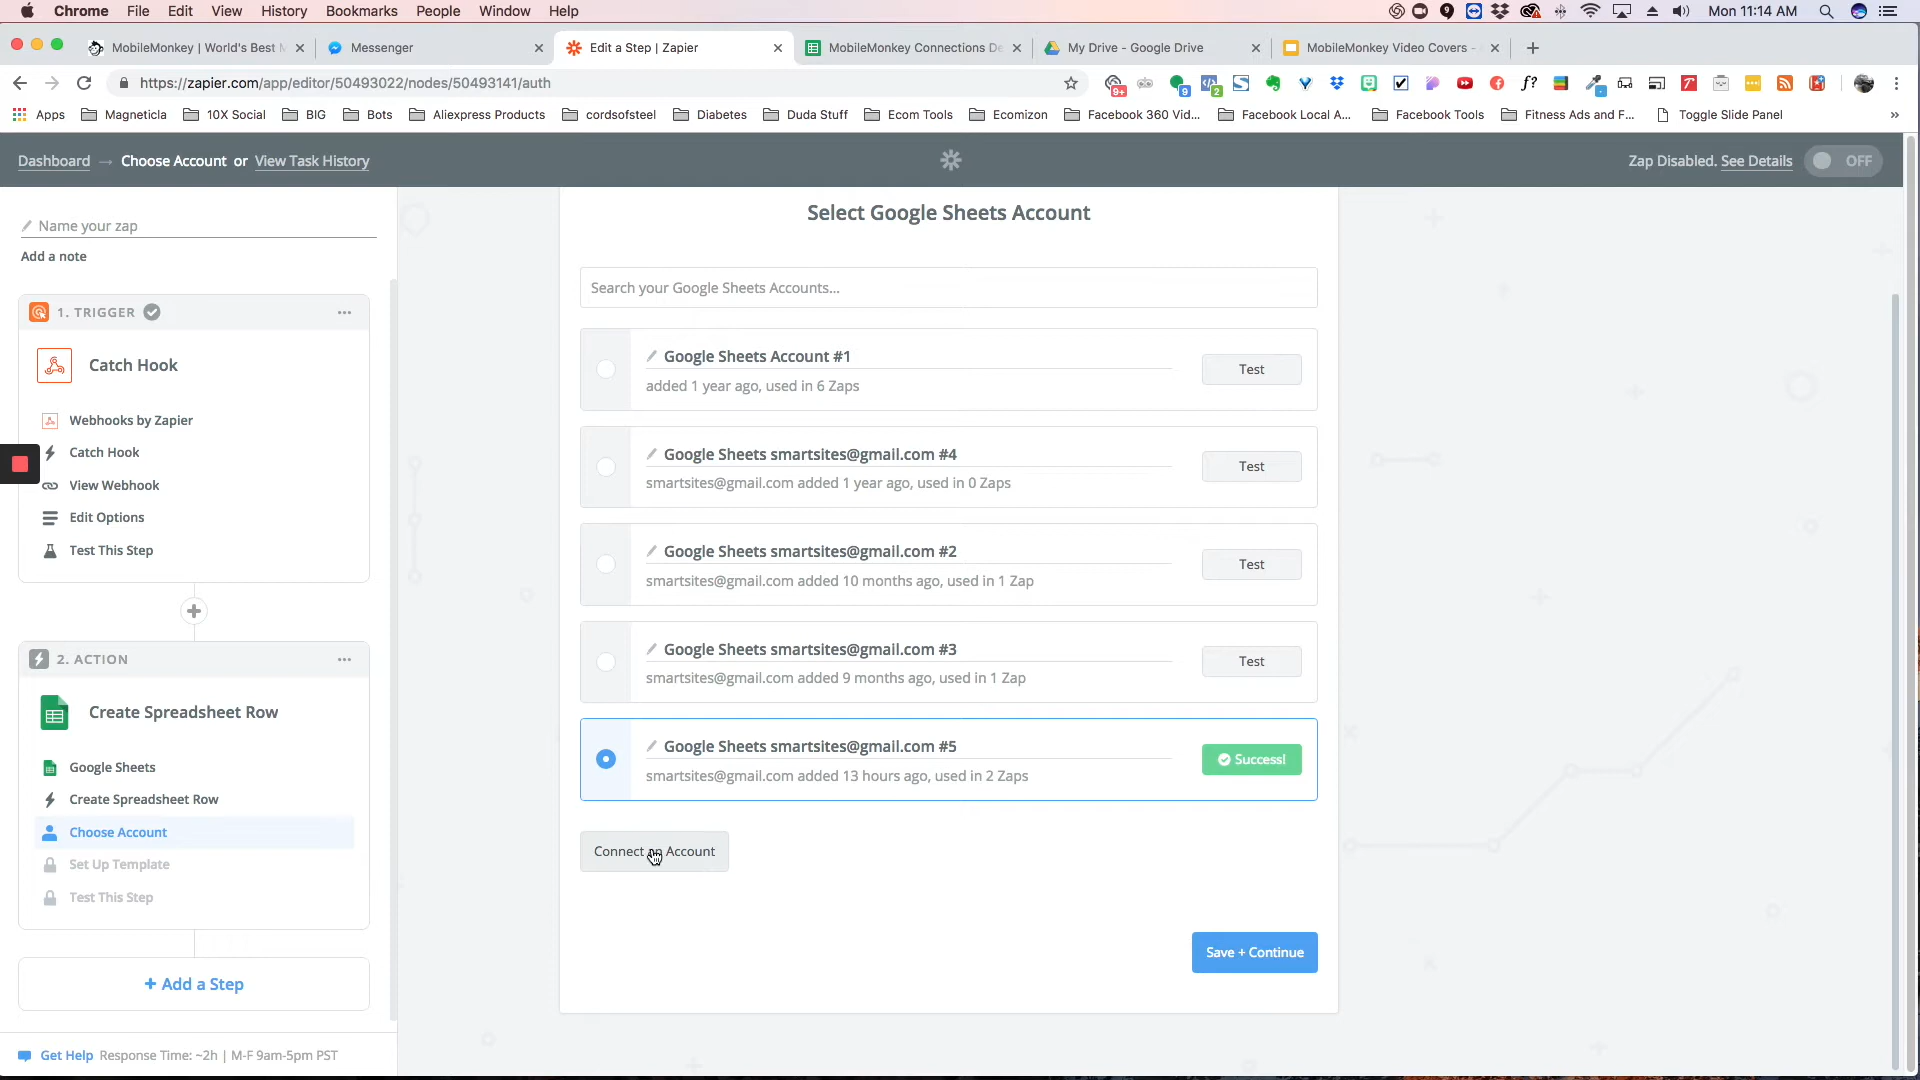 Chrome File Edit View History Bookmarks People Window Help
Mon 11:14 AM
MobileMonkey | World's Best M
Messenger
Edit a Step | Zapier
MobileMonkey Connections De
My Drive - Google Drive
MobileMonkey Video Covers -
https://zapier.com/app/editor/50493022/nodes/50493141/auth
9+
9
2
f?
Apps Magneticla 10X Social BIG Bots Aliexpress Products cordsofsteel Diabetes Duda Stuff Ecom Tools Ecomizon Facebook 360 Vid... Facebook Local A... Facebook Tools Fitness Ads and F... Toggle Slide Panel »
Dashboard → Choose Account or View Task History
Zap Disabled. See Details OFF
Name your zap
Add a note
1. TRIGGER
Catch Hook
Webhooks by Zapier
Catch Hook
View Webhook
Edit Options
Test This Step
2. ACTION
Create Spreadsheet Row
Google Sheets
Create Spreadsheet Row
Choose Account
Set Up Template
Test This Step
+ Add a Step
Get Help Response Time: ~2h | M-F 9am-5pm PST
Select Google Sheets Account
Search your Google Sheets Accounts...
Google Sheets Account #1
added 1 year ago, used in 6 Zaps
Test
Google Sheets smartsites@gmail.com #4
smartsites@gmail.com added 1 year ago, used in 0 Zaps
Test
Google Sheets smartsites@gmail.com #2
smartsites@gmail.com added 10 months ago, used in 1 Zap
Test
Google Sheets smartsites@gmail.com #3
smartsites@gmail.com added 9 months ago, used in 1 Zap
Test
Google Sheets smartsites@gmail.com #5
smartsites@gmail.com added 13 hours ago, used in 2 Zaps
Success!
Connect an Account
Save + Continue